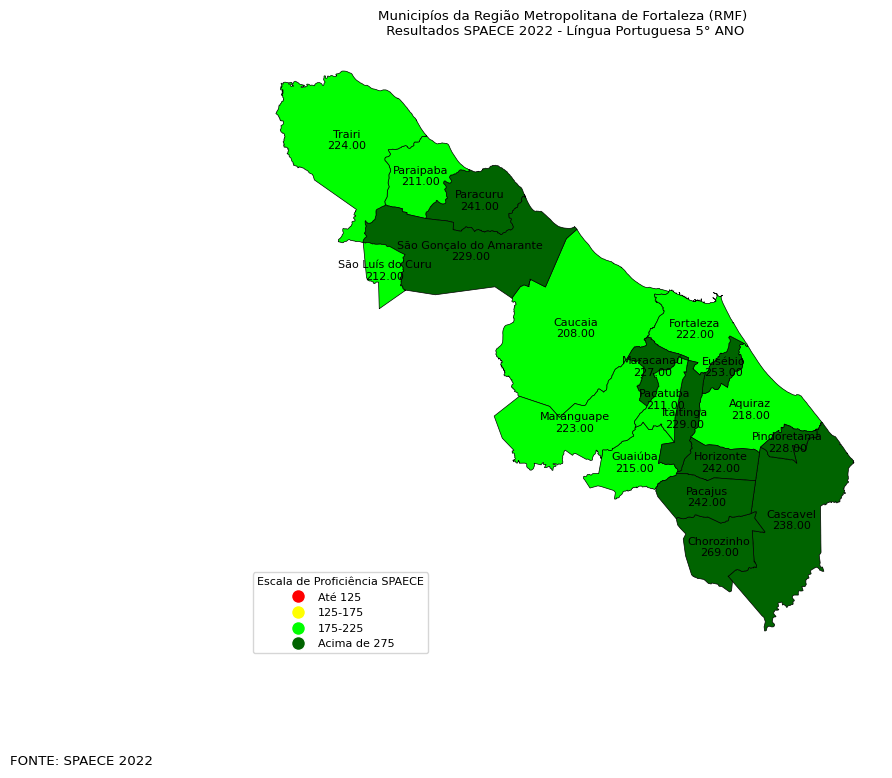 Municipíos da Região Metropolitana de Fortaleza (RMF)
Resultados SPAECE 2022 - Língua Portuguesa 5° ANO
Trairi
224.00
Paraipaba
211.00
Paracuru
241.00
São Gonçalo do Amarante
229.00
São Luís do Curu
212.00
Caucaia
208.00
Fortaleza
222.00
Maracanaú
227.00
Eusébio
253.00
Pacatuba
211.00
Itaitinga
229.00
Aquiraz
218.00
Maranguape
223.00
Pindoretama
228.00
Guaiúba
215.00
Horizonte
242.00
Pacajus
242.00
Cascavel
238.00
Chorozinho
269.00
Escala de Proficiência SPAECE
Até 125
125-175
175-225
Acima de 275
FONTE: SPAECE 2022